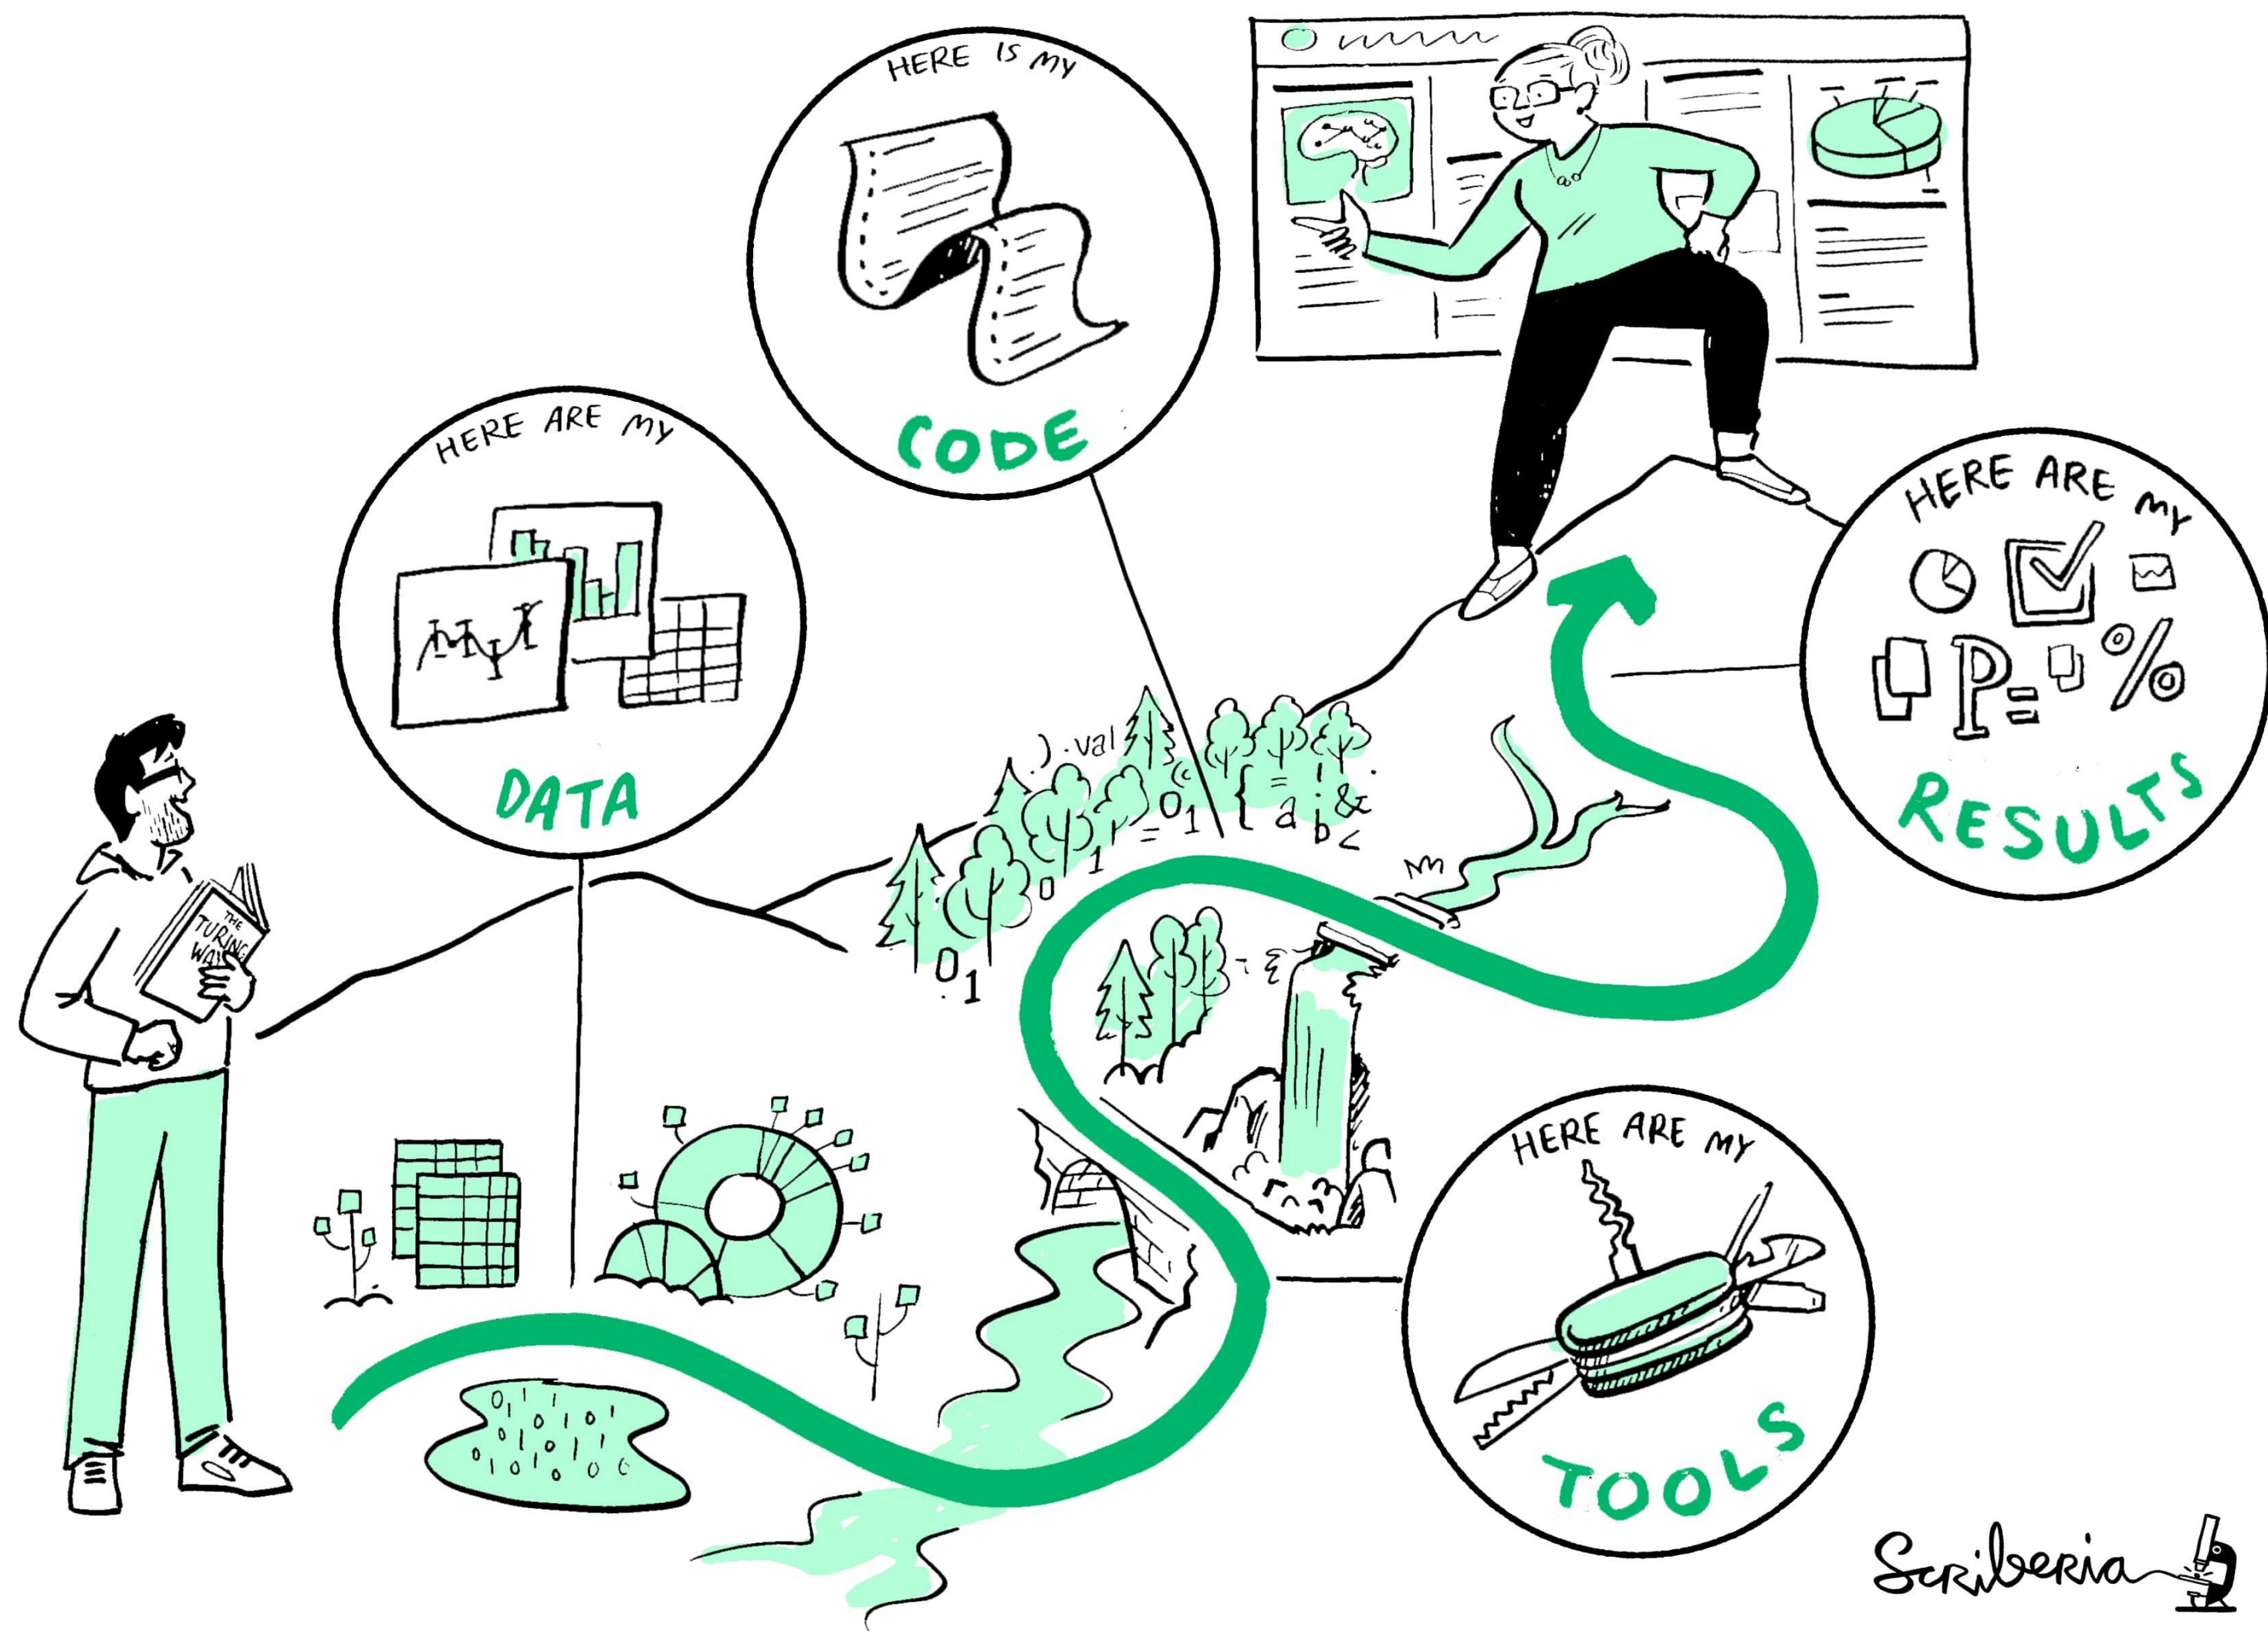 HERE IS MY
CODE
HERE ARE MY
DATA
HERE ARE MY
P= %
RESULTS
).val
{ = ! .
a i &
b <
= 0 1
0 1
0 1
THE
TURING
WAY
HERE ARE MY
TOOLS
Scriberia